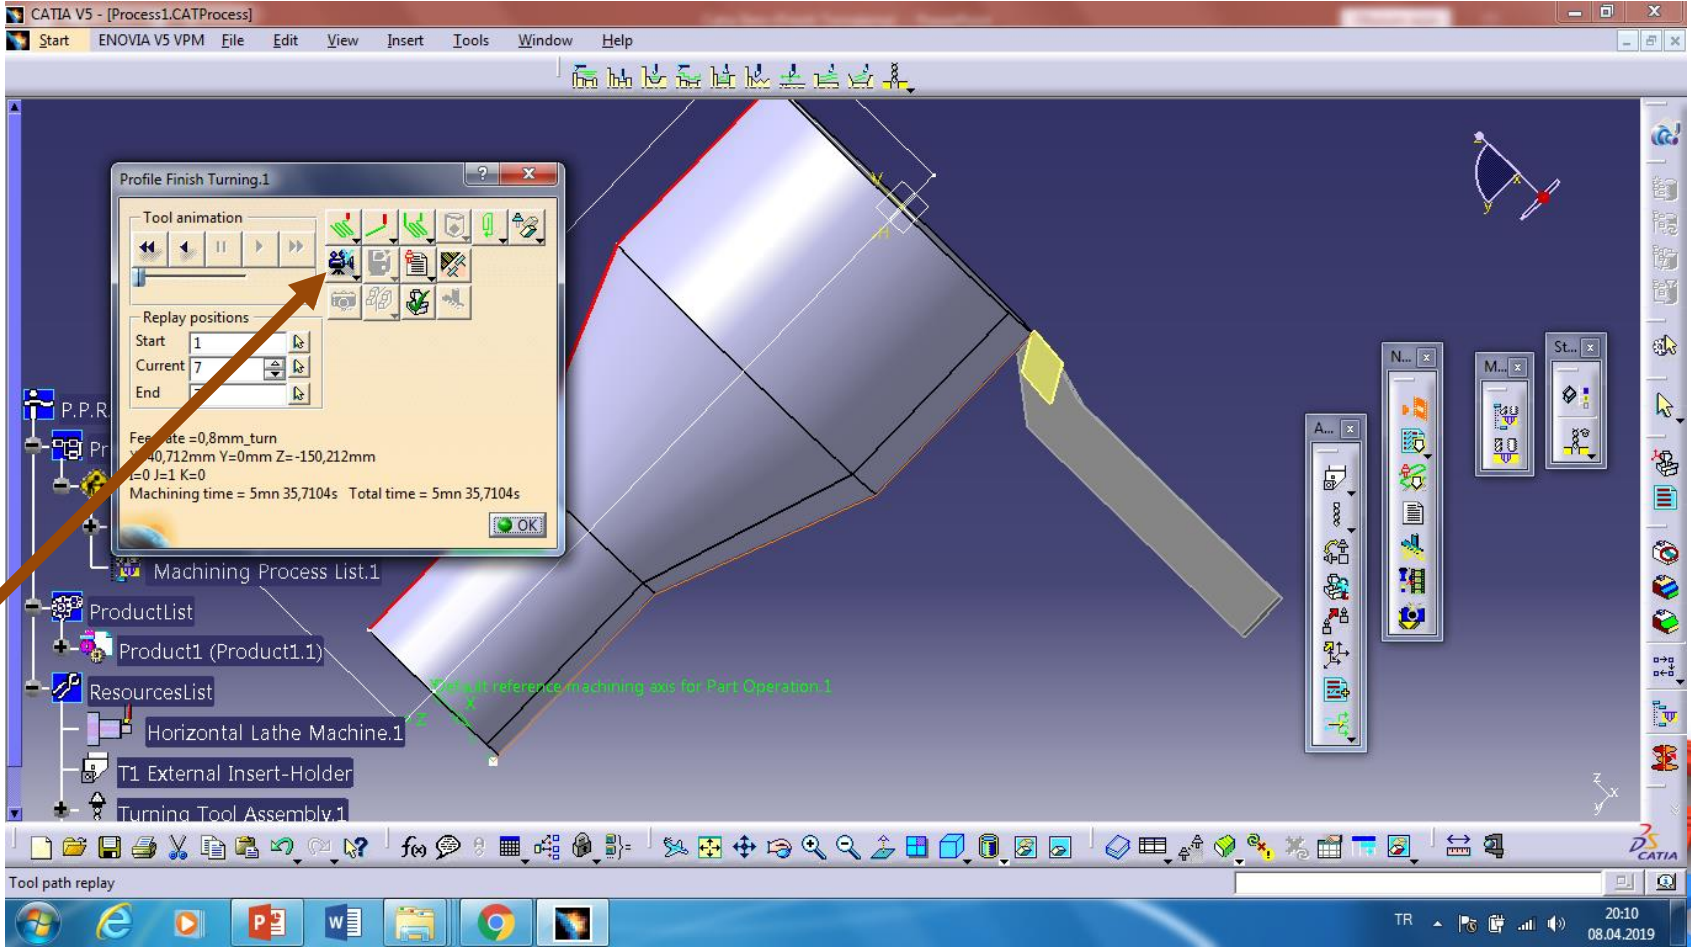 CATIA V5 - [Process1.CATProcess]
Start ENOVIA V5 VPM File Edit View Insert Tools Window Help
Profile Finish Turning.1
Tool animation
Replay positions
Start 1
Current 7
End
=0,8mm_turn
Y=0mm Z=-150,212mm
I=0 J=1 K=0
Machining time = 5mn 35,7104s Total time = 5mn 35,7104s
OK
P.P.R.
Pr
Machining Process List.1
ProductList
Product1 (Product1.1)
ResourcesList
Horizontal Lathe Machine.1
T1 External Insert-Holder
Turning Tool Assembly.1
Default reference machining axis for Part Operation.1
V
H
X
Z
x
y
A...
N...
M...
St...
z
x
y
f(x)
CATIA
Tool path replay
TR
20:10
08.04.2019